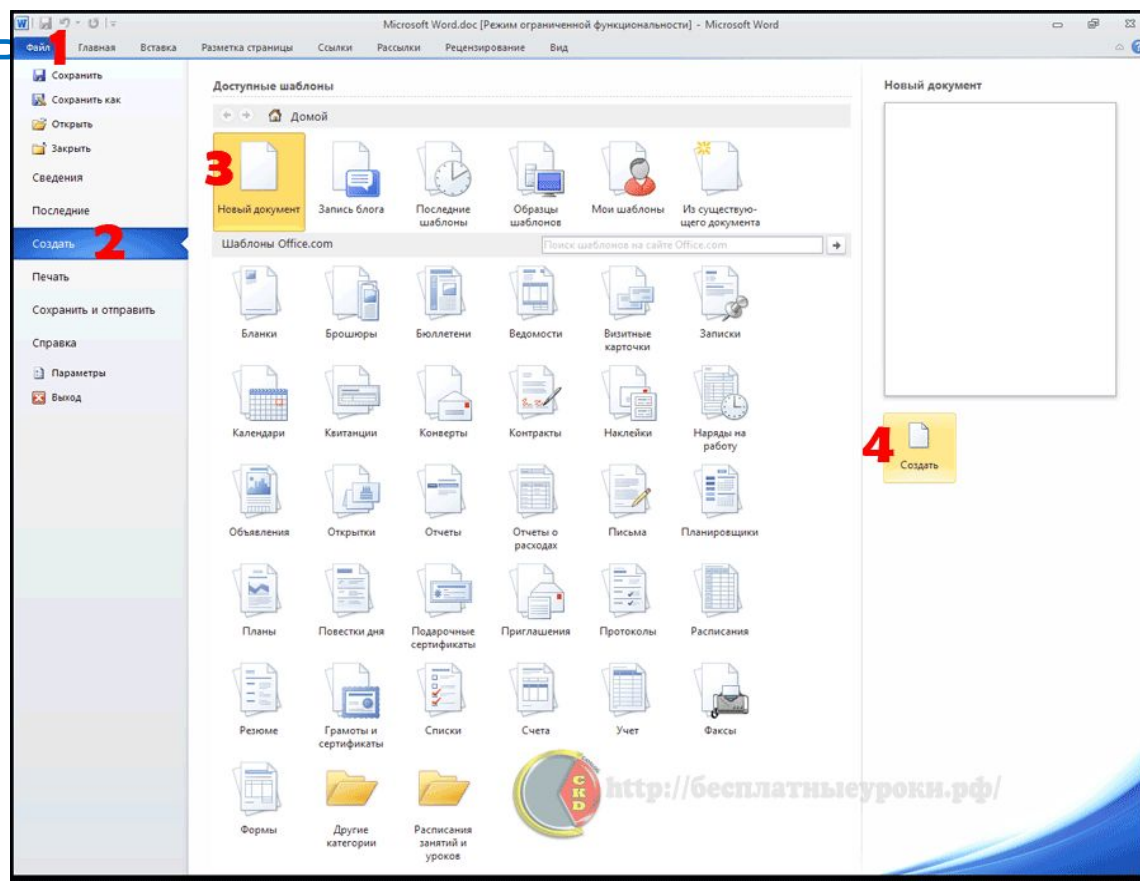 Microsoft Word.doc [Режим ограниченной функциональности] - Microsoft Word
Файл Главная Вставка Разметка страницы Ссылки Рассылки Рецензирование Вид
1
Сохранить
Сохранить как
Открыть
Закрыть
Сведения
Последние
Создать
2
Печать
Сохранить и отправить
Справка
Параметры
Выход
Доступные шаблоны
Домой
3
Новый документ
Запись блога
Последние
шаблоны
Образцы
шаблонов
Мои шаблоны
Из существую-
щего документа
Шаблоны Office.com
Поиск шаблонов на сайте Office.com
Бланки
Брошюры
Бюллетени
Ведомости
Визитные
карточки
Записки
Календари
Квитанции
Конверты
Контракты
Наклейки
Наряды на
работу
Объявления
Открытки
Отчеты
Отчеты о
расходах
Письма
Планировщики
Планы
Повестки дня
Подарочные
сертификаты
Приглашения
Протоколы
Расписания
Резюме
Грамоты и
сертификаты
Списки
Счета
Учет
Факсы
Формы
Другие
категории
Расписания
занятий и
уроков
СКD
http://бесплатныеуроки.рф/
Новый документ
4
Создать